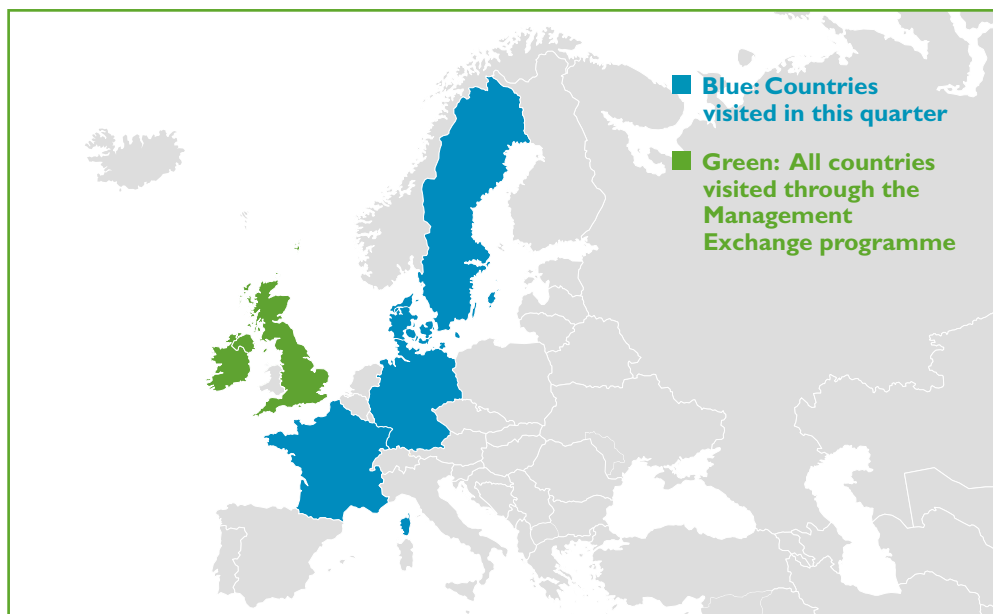 Blue: Countries
visited in this quarter
Green: All countries
visited through the
Management
Exchange programme